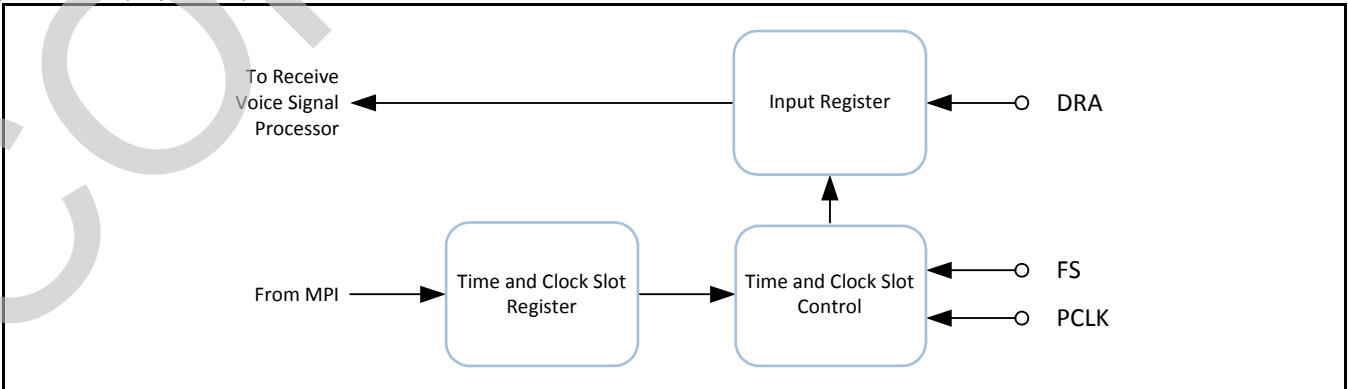 To Receive
Voice Signal
Processor
Input Register
DRA
From MPI
Time and Clock Slot
Register
Time and Clock Slot
Control
FS
PCLK